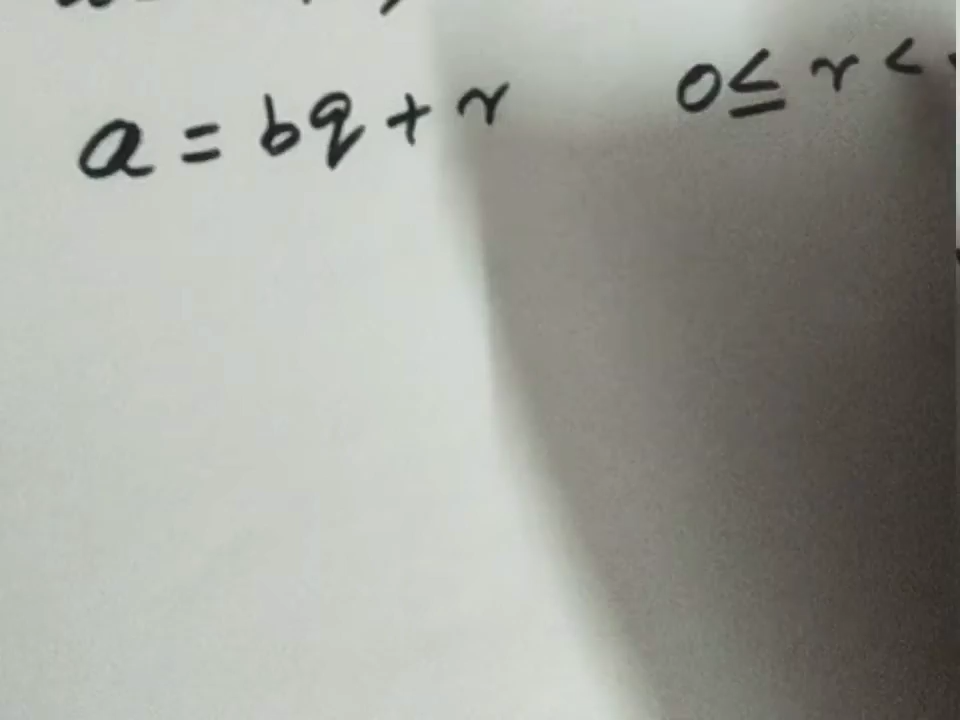 a = bq + r 0 ≤ r <